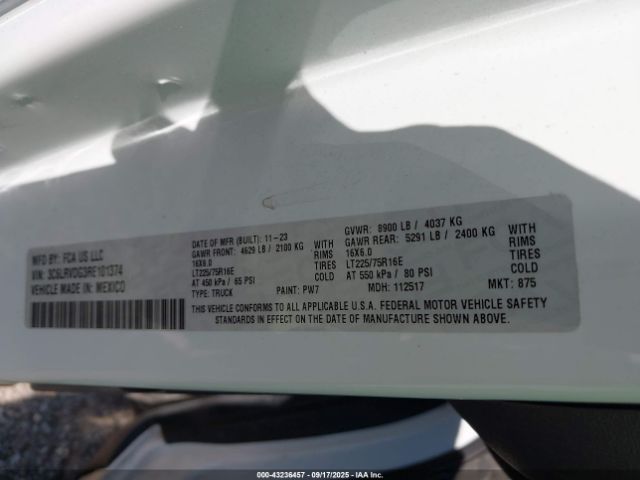 MFD BY: FCA US LLC
VIN: 3C6LRVDG3RE101374
VEHICLE MADE IN: MEXICO
DATE OF MFR (BUILT): 11-23
GAWR FRONT: 4629 LB / 2100 KG WITH
16X6.0 RIMS
LT225/75R16E
AT 450 kPa / 65 PSI COLD
TYPE: TRUCK PAINT: PW7
GVWR: 8900 LB / 4037 KG
GAWR REAR: 5291 LB / 2400 KG WITH
16X6.0 RIMS
LT225/75R16E
AT 550 kPa / 80 PSI COLD
MDH: 112517 MKT: 875
THIS VEHICLE CONFORMS TO ALL APPLICABLE U.S.A. FEDERAL MOTOR VEHICLE SAFETY
STANDARDS IN EFFECT ON THE DATE OF MANUFACTURE SHOWN ABOVE.
000-43236457 09/17/2025 - IAAI.COM